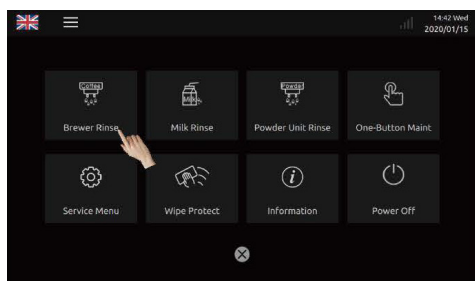 14:42 Wed
2020/01/15
Coffee
Brewer Rinse
MILK
Milk Rinse
Powder
Powder Unit Rinse
One-Button Maint
Service Menu
Wipe Protect
Information
Power Off